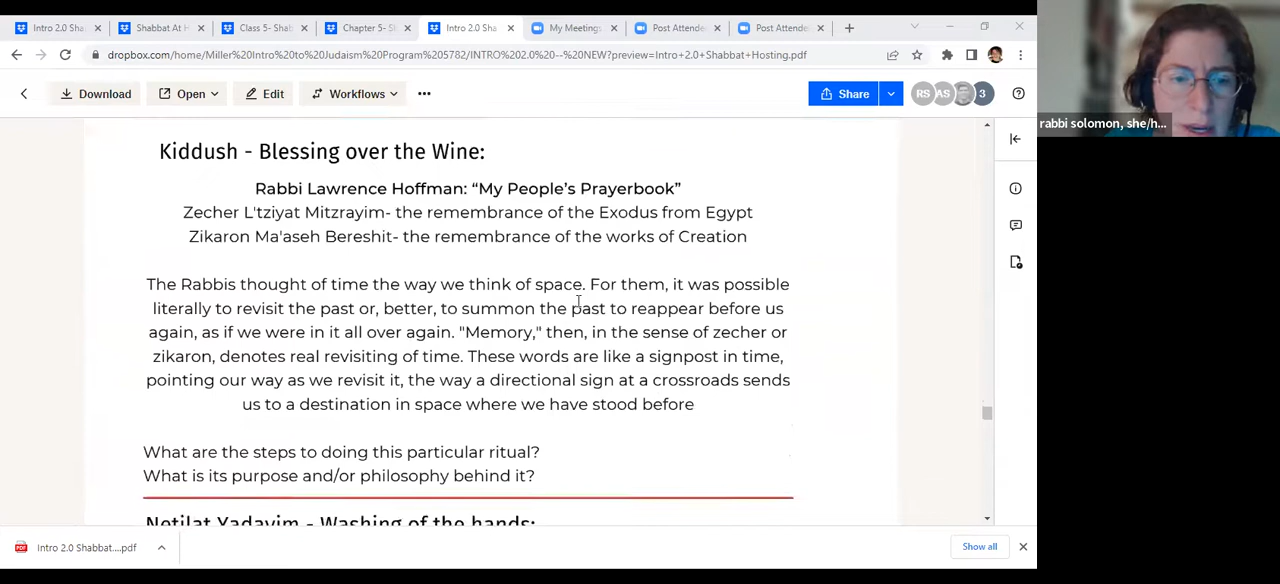 Intro 2.0 Sha
Shabbat At H
Class 5- Shab
Chapter 5- Sl
Intro 2.0 Sha
My Meetings
Post Attende
Post Attende
dropbox.com/home/Miller%20Intro%20to%20Judaism%20Program%205782/INTRO%202.0%20--%20NEW?preview=Intro+2.0+Shabbat+Hosting.pdf
Download Open Edit Workflows Share RS AS 3
rabbi solomon, she/h...
Kiddush - Blessing over the Wine:
Rabbi Lawrence Hoffman: “My People’s Prayerbook”
Zecher L'tziyat Mitzrayim- the remembrance of the Exodus from Egypt
Zikaron Ma'aseh Bereshit- the remembrance of the works of Creation
The Rabbis thought of time the way we think of space. For them, it was possible
literally to revisit the past or, better, to summon the past to reappear before us
again, as if we were in it all over again. "Memory," then, in the sense of zecher or
zikaron, denotes real revisiting of time. These words are like a signpost in time,
pointing our way as we revisit it, the way a directional sign at a crossroads sends
us to a destination in space where we have stood before
What are the steps to doing this particular ritual?
What is its purpose and/or philosophy behind it?
Netilat Yadayim - Washing of the hands:
Intro 2.0 Shabbat....pdf
Show all